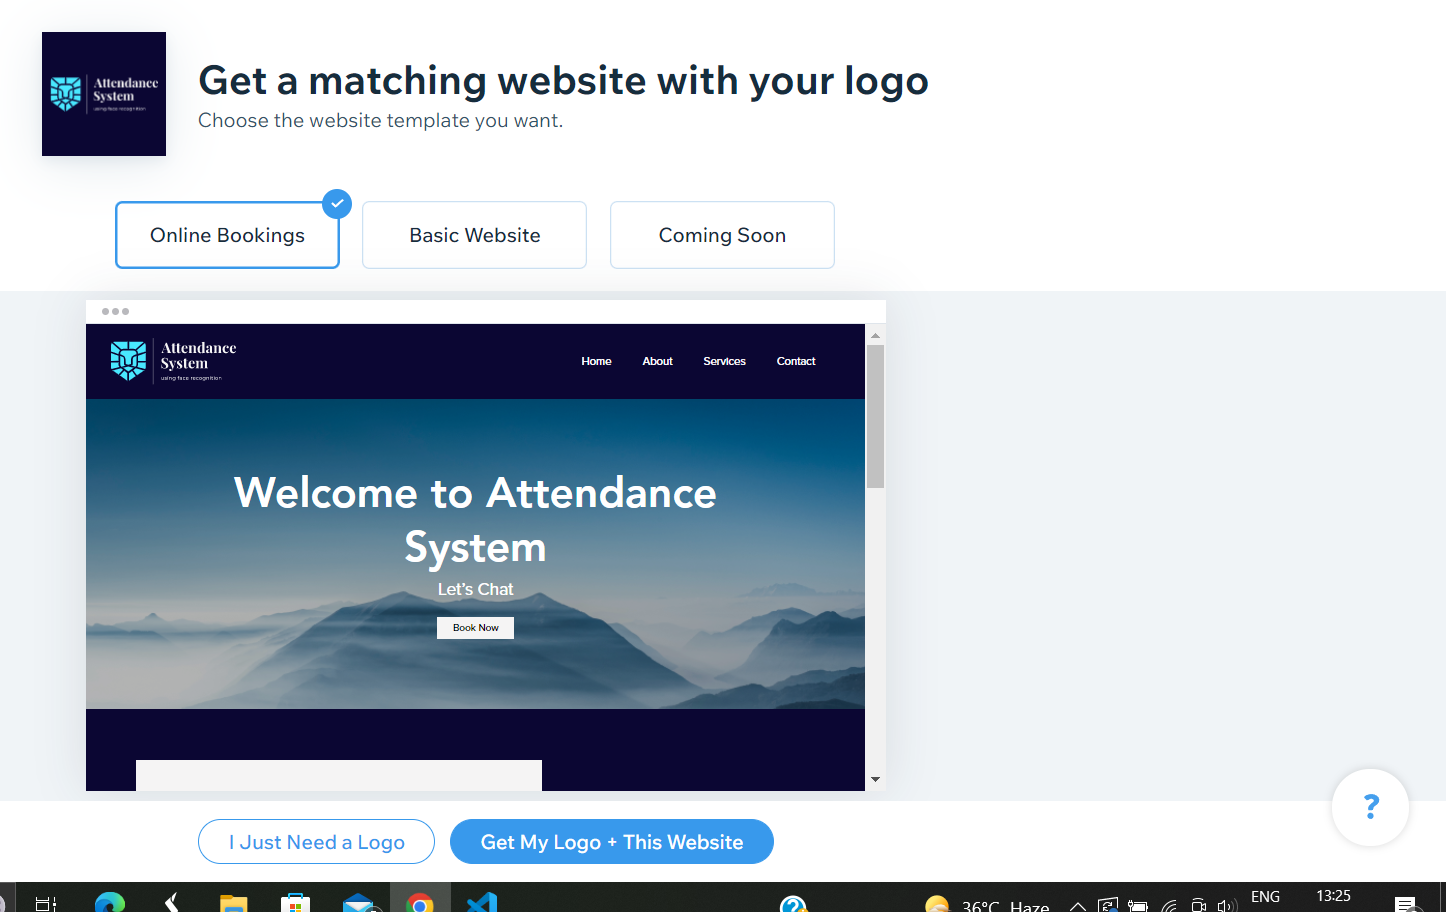 Attendance
System
using face recognition
Get a matching website with your logo
Choose the website template you want.
Online Bookings
Basic Website
Coming Soon
Attendance
System
using face recognition
Home About Services Contact
Welcome to Attendance
System
Let's Chat
Book Now
?
I Just Need a Logo
Get My Logo + This Website
36°C Haze
ENG
13:25